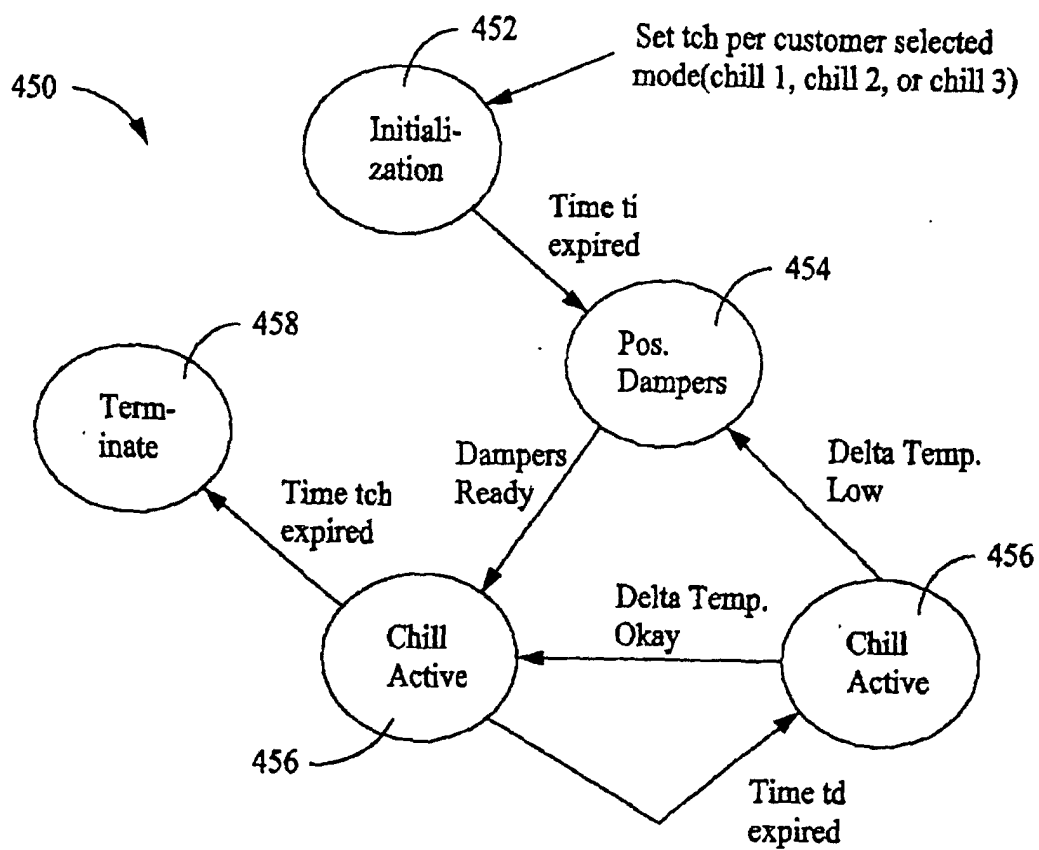 452
Set tch per customer selected
mode(chill 1, chill 2, or chill 3)
450
Initiali-
zation
Time ti
expired
454
458
Pos.
Dampers
Term-
inate
Dampers
Ready
Delta Temp.
Low
Time tch
expired
456
Delta Temp.
Okay
Chill
Active
Chill
Active
456
Time td
expired